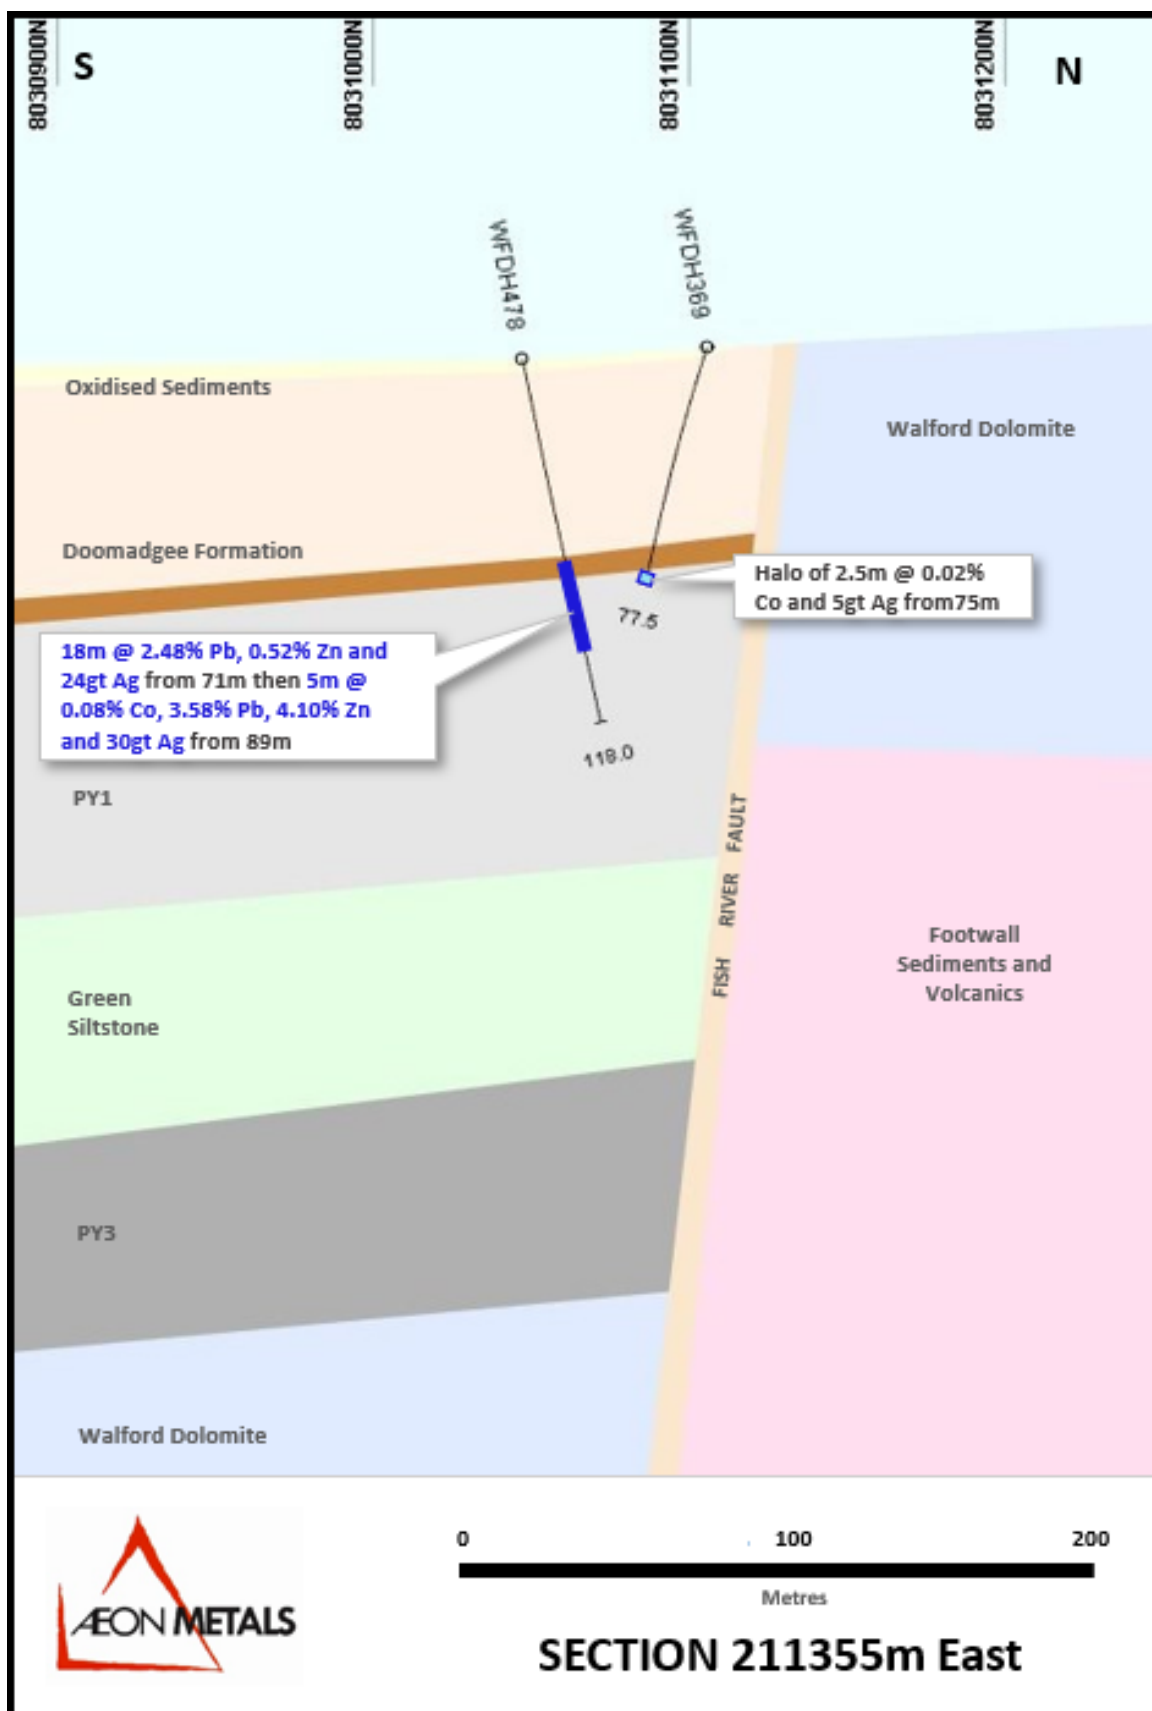 8030900N
8031000N
8031100N
8031200N
S
N
WFDH478
WFDH369
Oxidised Sediments
Walford Dolomite
Doomadgee Formation
Halo of 2.5m @ 0.02%
Co and 5gt Ag from75m
77.5
18m @ 2.48% Pb, 0.52% Zn and
24gt Ag from 71m then 5m @
0.08% Co, 3.58% Pb, 4.10% Zn
and 30gt Ag from 89m
118.0
PY1
FISH RIVER FAULT
Footwall
Sediments and
Volcanics
Green
Siltstone
PY3
Walford Dolomite
ÆON METALS
0 100 200
Metres
SECTION 211355m East